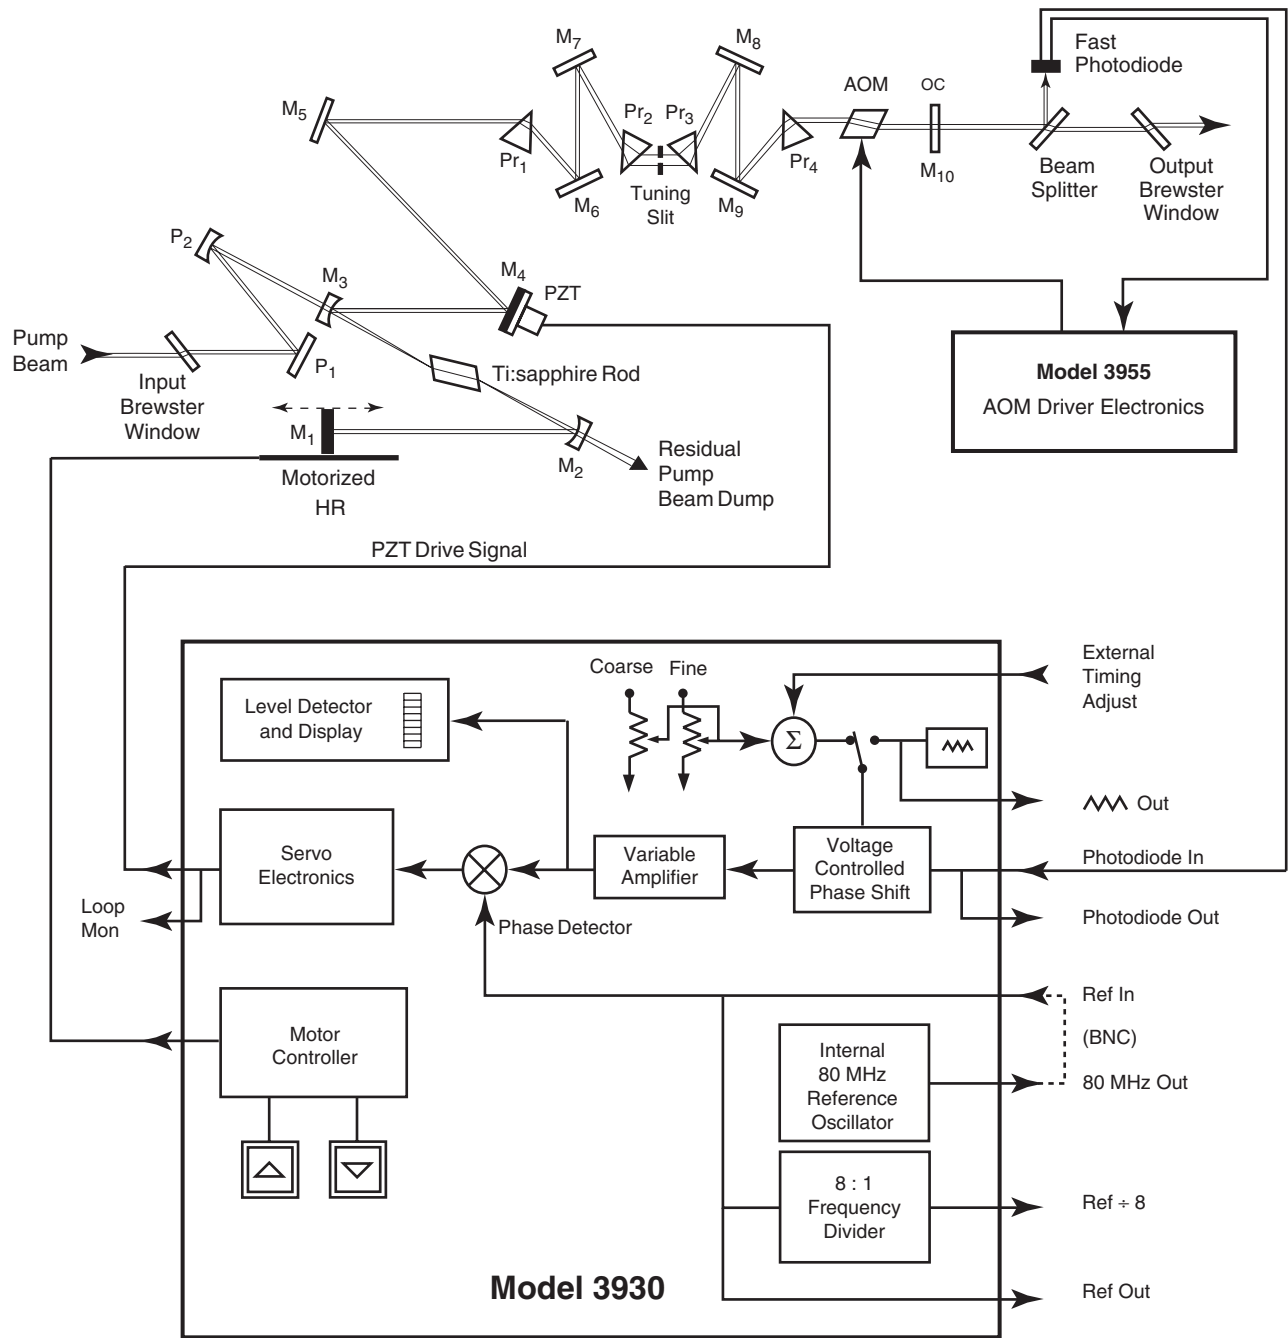 M7
M8
Fast
Photodiode
M5
Pr2
Pr3
AOM
OC
Pr1
M6
Tuning
Slit
M9
Pr4
M10
Beam
Splitter
Output
Brewster
Window
P2
M3
M4
PZT
Pump
Beam
P1
Ti:sapphire Rod
Input
Brewster
Window
M1
M2
Motorized
HR
Residual
Pump
Beam Dump
Model 3955
AOM Driver Electronics
PZT Drive Signal
Coarse
Fine
External
Timing
Adjust
Level Detector
and Display
Σ
Out
Servo
Electronics
Variable
Amplifier
Voltage
Controlled
Phase Shift
Photodiode In
Loop
Mon
Phase Detector
Photodiode Out
Ref In
Motor
Controller
Internal
80 MHz
Reference
Oscillator
(BNC)
80 MHz Out
8 : 1
Frequency
Divider
Ref ÷ 8
Model 3930
Ref Out